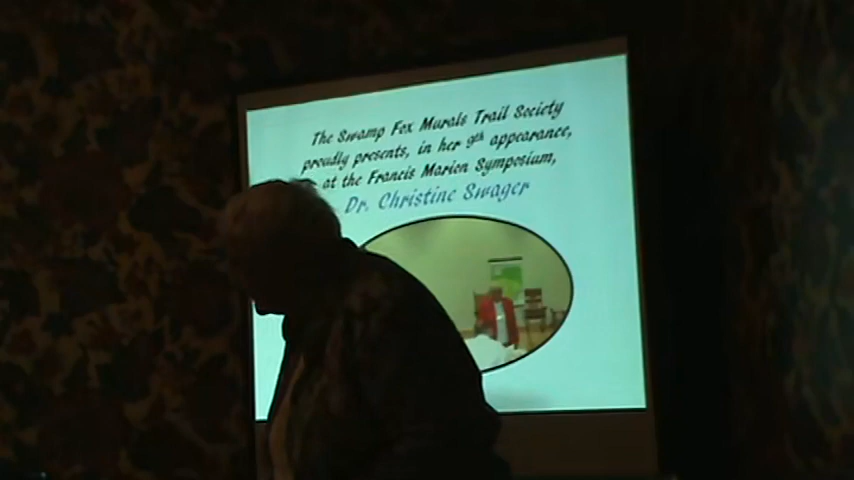 The Swamp Fox Murals Trail Society
proudly presents, in her 9th appearance,
at the Francis Marion Symposium,
Dr. Christine Swager